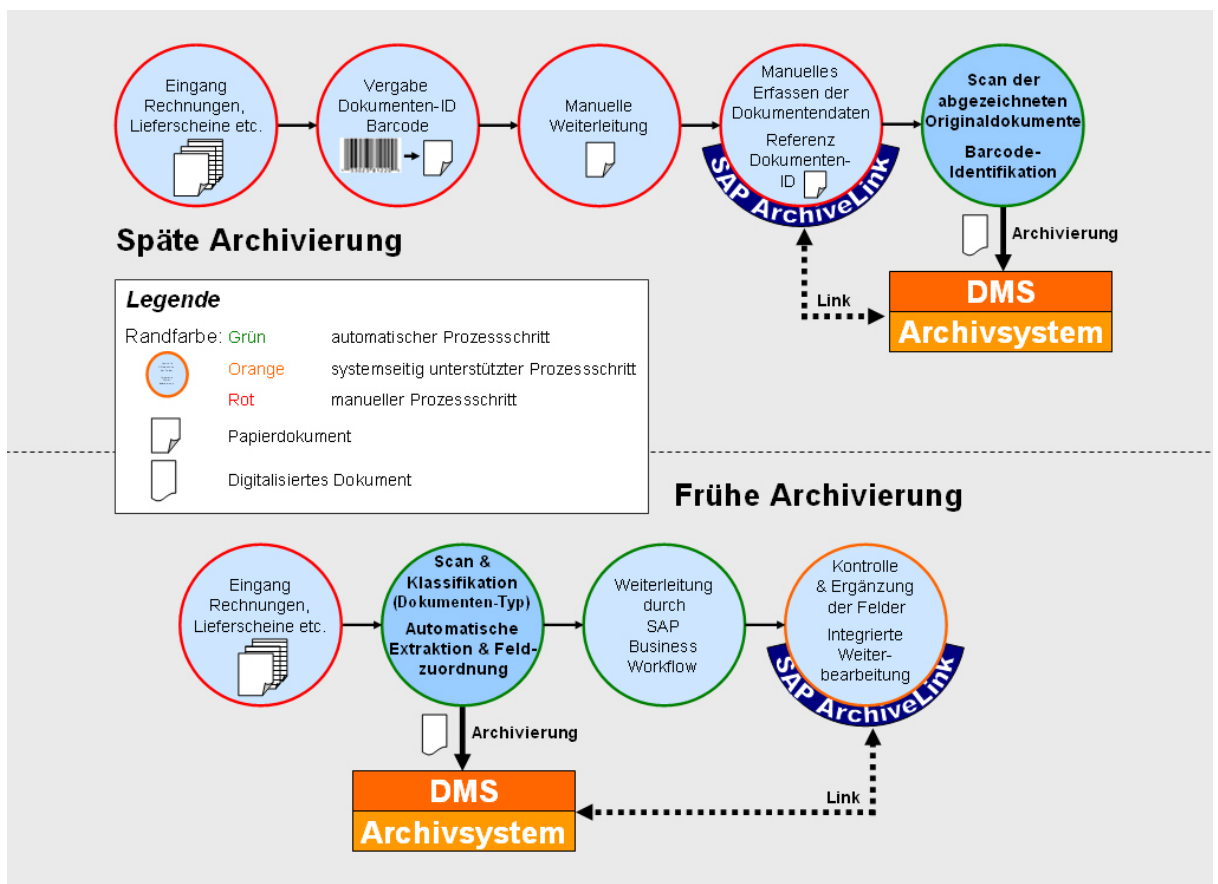 Eingang
Rechnungen,
Lieferscheine etc.
Vergabe
Dokumenten-ID
Barcode
Manuelle
Weiterleitung
Manuelles
Erfassen der
Dokumentendaten
Referenz
Dokumenten-
ID
SAP ArchiveLink
Scan der
abgezeichneten
Originaldokumente
Barcode-
Identifikation
Späte Archivierung
Archivierung
Link
DMS
Archivsystem
Legende
Randfarbe: Grün automatischer Prozessschritt
Orange systemseitig unterstützter Prozessschritt
Rot manueller Prozessschritt
Papierdokument
Digitalisiertes Dokument
Frühe Archivierung
Eingang
Rechnungen,
Lieferscheine etc.
Scan &
Klassifikation
(Dokumenten-Typ)
Automatische
Extraktion & Feld-
zuordnung
Weiterleitung
durch
SAP
Business
Workflow
Kontrolle
& Ergänzung
der Felder
Integrierte
Weiter-
bearbeitung
SAP ArchiveLink
Archivierung
Link
DMS
Archivsystem